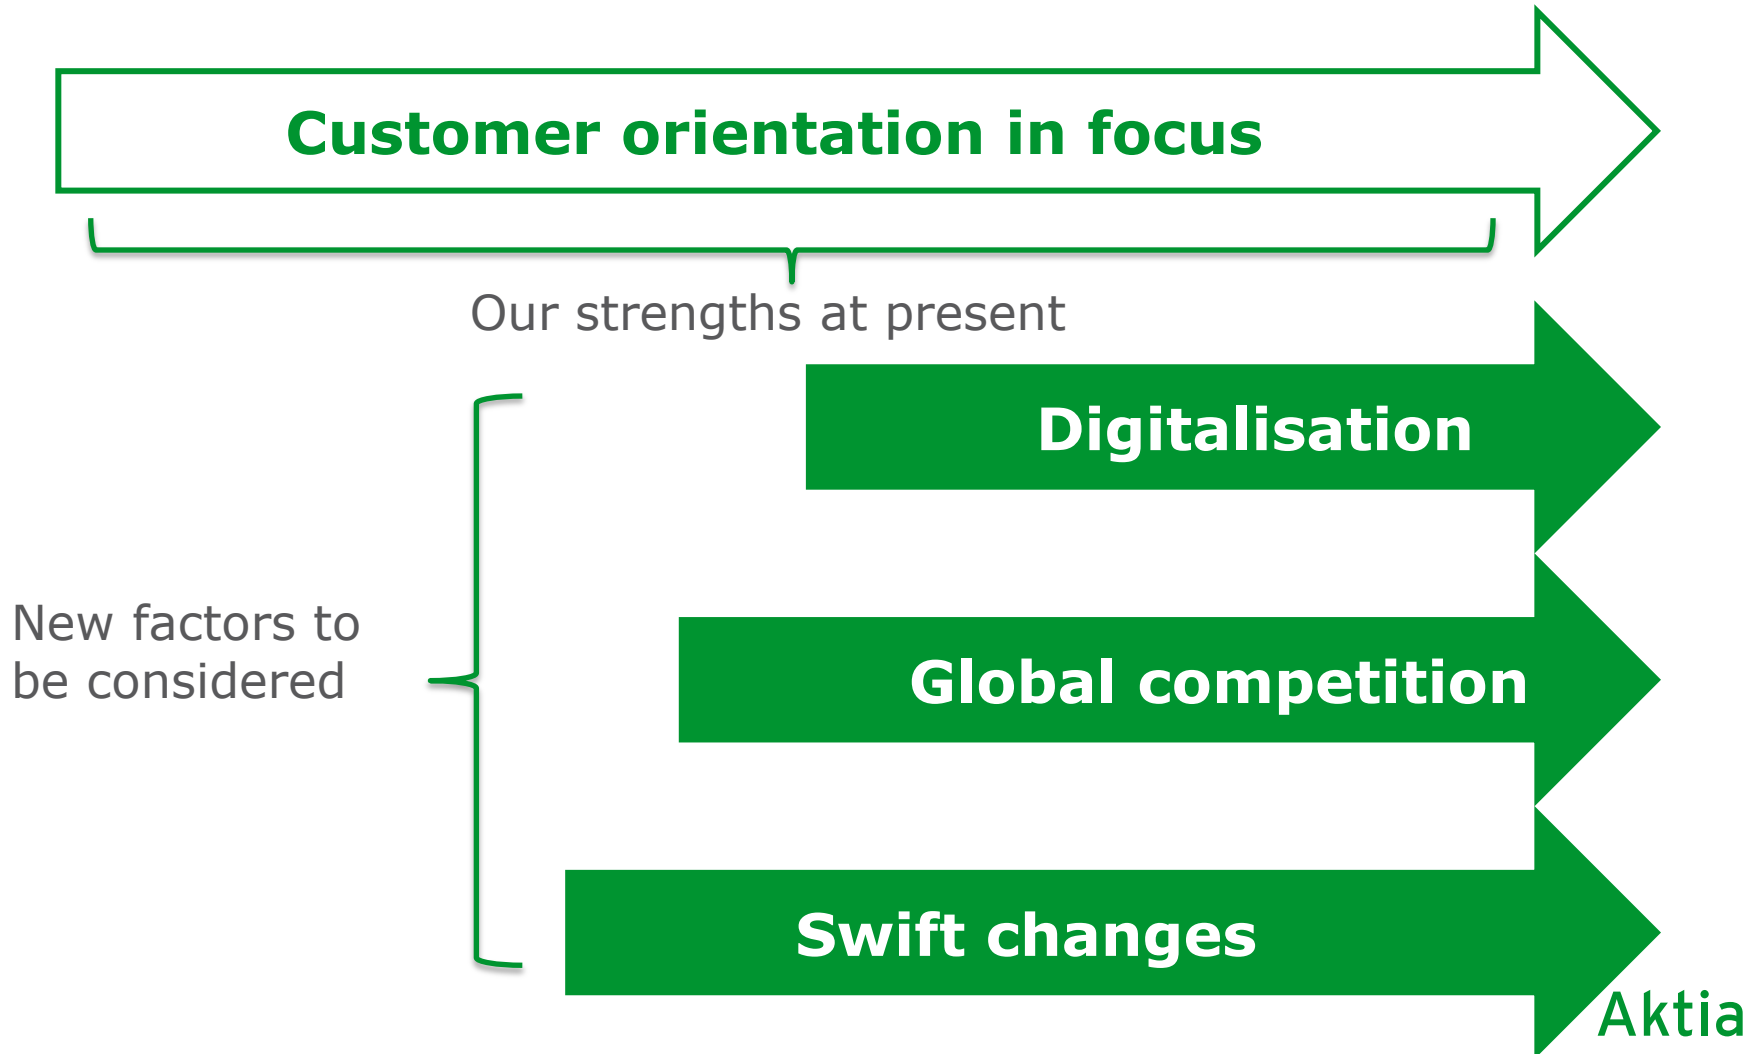 Customer orientation in focus
Our strengths at present
Digitalisation
New factors to
be considered
Global competition
Swift changes
Aktia